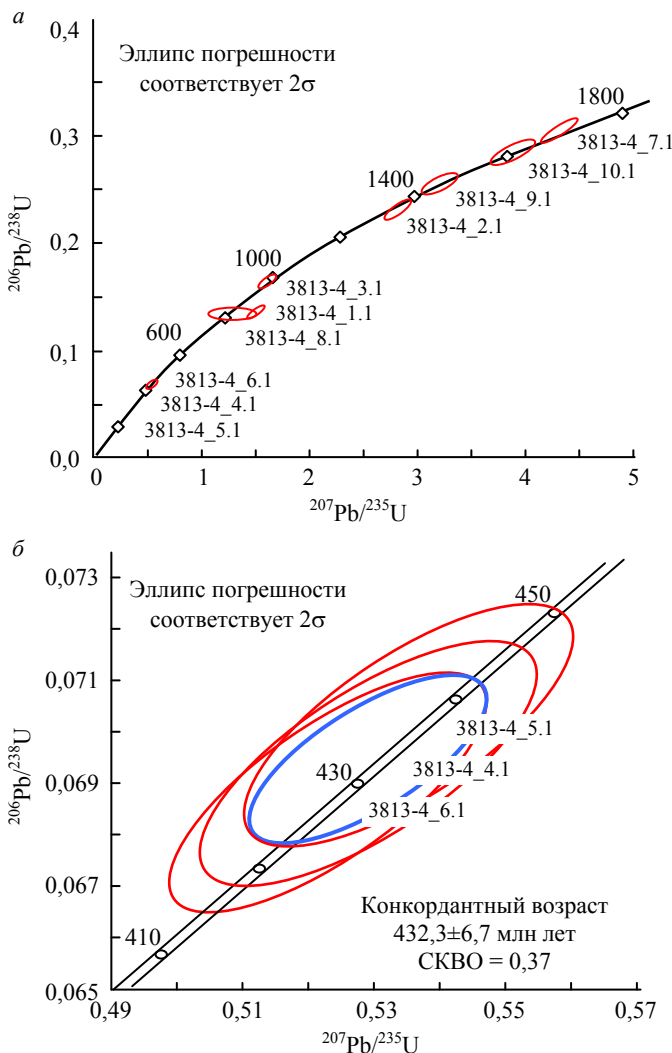 а
Эллипс погрешности
соответствует 2σ
0,4
0,3
0,2
0,1
0,0
206Pb/238U
1800
3813-4_7.1
3813-4_10.1
1400
3813-4_9.1
3813-4_2.1
1000
3813-4_3.1
3813-4_1.1
3813-4_8.1
600
3813-4_6.1
3813-4_4.1
3813-4_5.1
0 1 2 3 4 5
207Pb/235U
б
Эллипс погрешности
соответствует 2σ
0,073
0,071
0,069
0,067
0,065
206Pb/238U
450
3813-4_5.1
3813-4_4.1
430
3813-4_6.1
410
Конкордантный возраст
432,3±6,7 млн лет
СКВО = 0,37
0,49 0,51 0,53 0,55 0,57
207Pb/235U